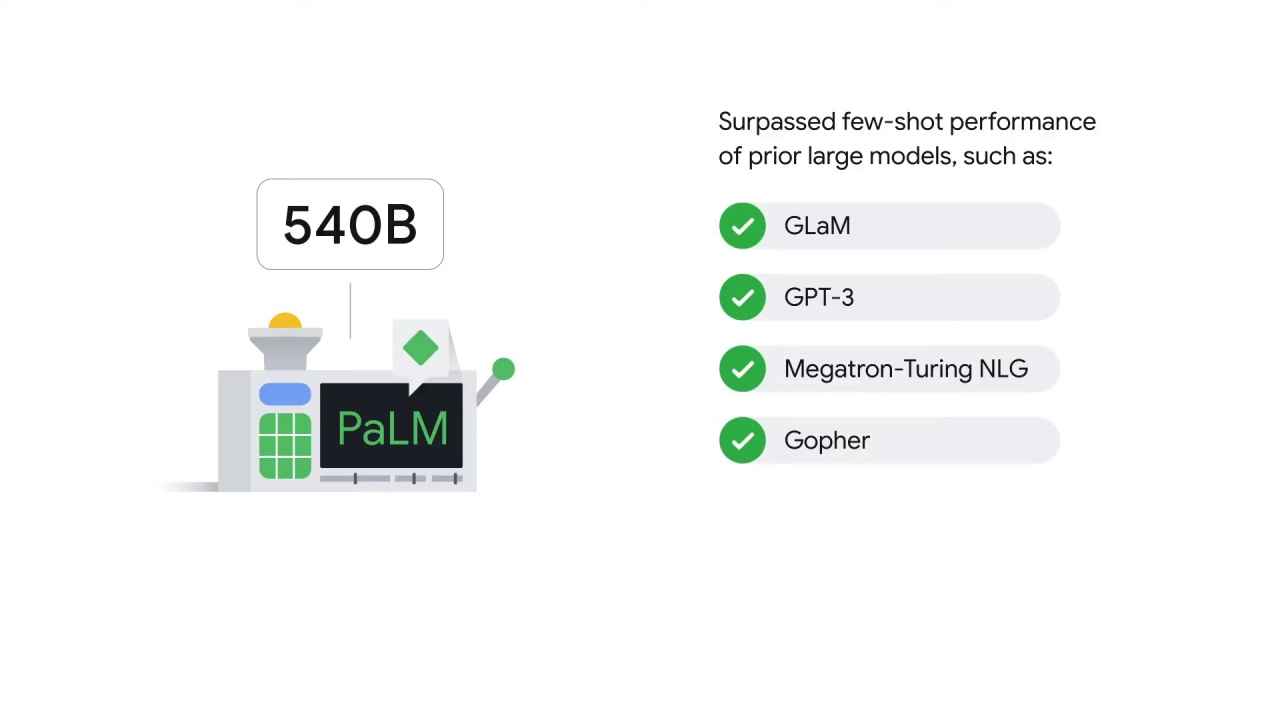 540B
PaLM
Surpassed few-shot performance
of prior large models, such as:
GLaM
GPT-3
Megatron-Turing NLG
Gopher